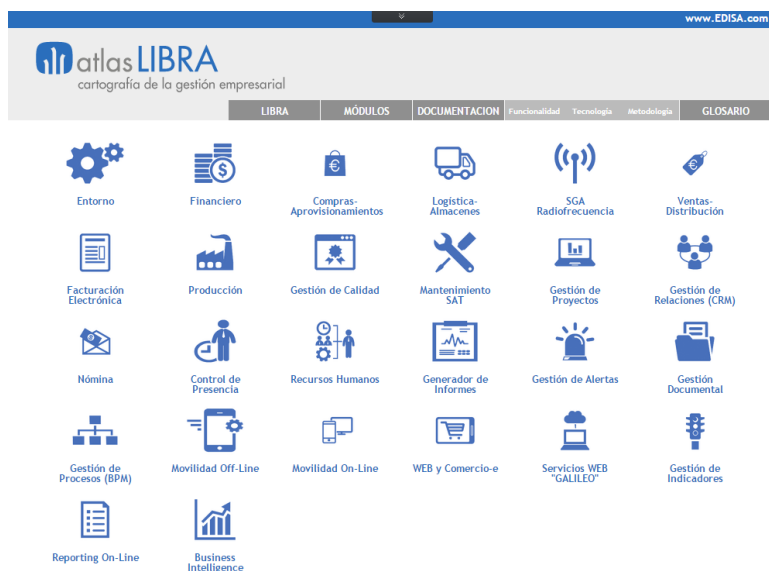 www.EDISA.com
atlas LIBRA
cartografía de la gestión empresarial
LIBRA MÓDULOS DOCUMENTACION Funcionalidad Tecnología Metodología GLOSARIO
Entorno
Financiero
Compras-
Aprovisionamientos
Logística-
Almacenes
SGA
Radiofrecuencia
Ventas-
Distribución
Facturación
Electrónica
Producción
Gestión de Calidad
Mantenimiento
SAT
Gestión de
Proyectos
Gestión de
Relaciones (CRM)
Nómina
Control de
Presencia
Recursos Humanos
Generador de
Informes
Gestión de Alertas
Gestión
Documental
Gestión de
Procesos (BPM)
Movilidad Off-Line
Movilidad On-Line
WEB y Comercio-e
Servicios WEB
"GALILEO"
Gestión de
Indicadores
Reporting On-Line
Business
Intelligence